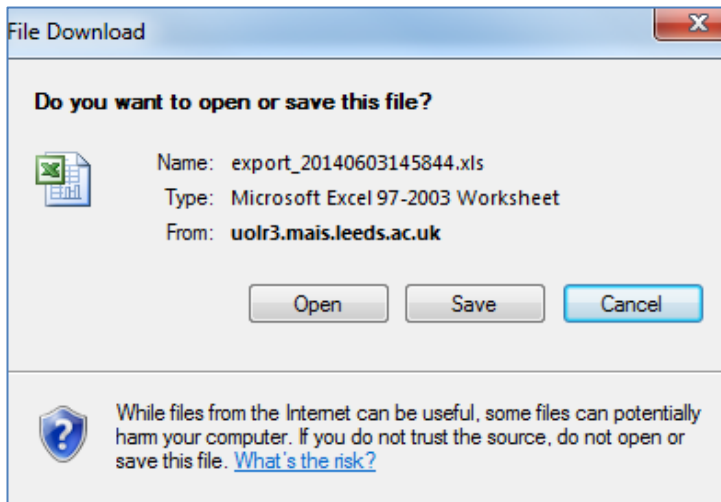 File Download
X
Do you want to open or save this file?
Name: export_20140603145844.xls
Type: Microsoft Excel 97-2003 Worksheet
From: uolr3.mais.leeds.ac.uk
Open Save Cancel
While files from the Internet can be useful, some files can potentially
harm your computer. If you do not trust the source, do not open or
save this file. What's the risk?